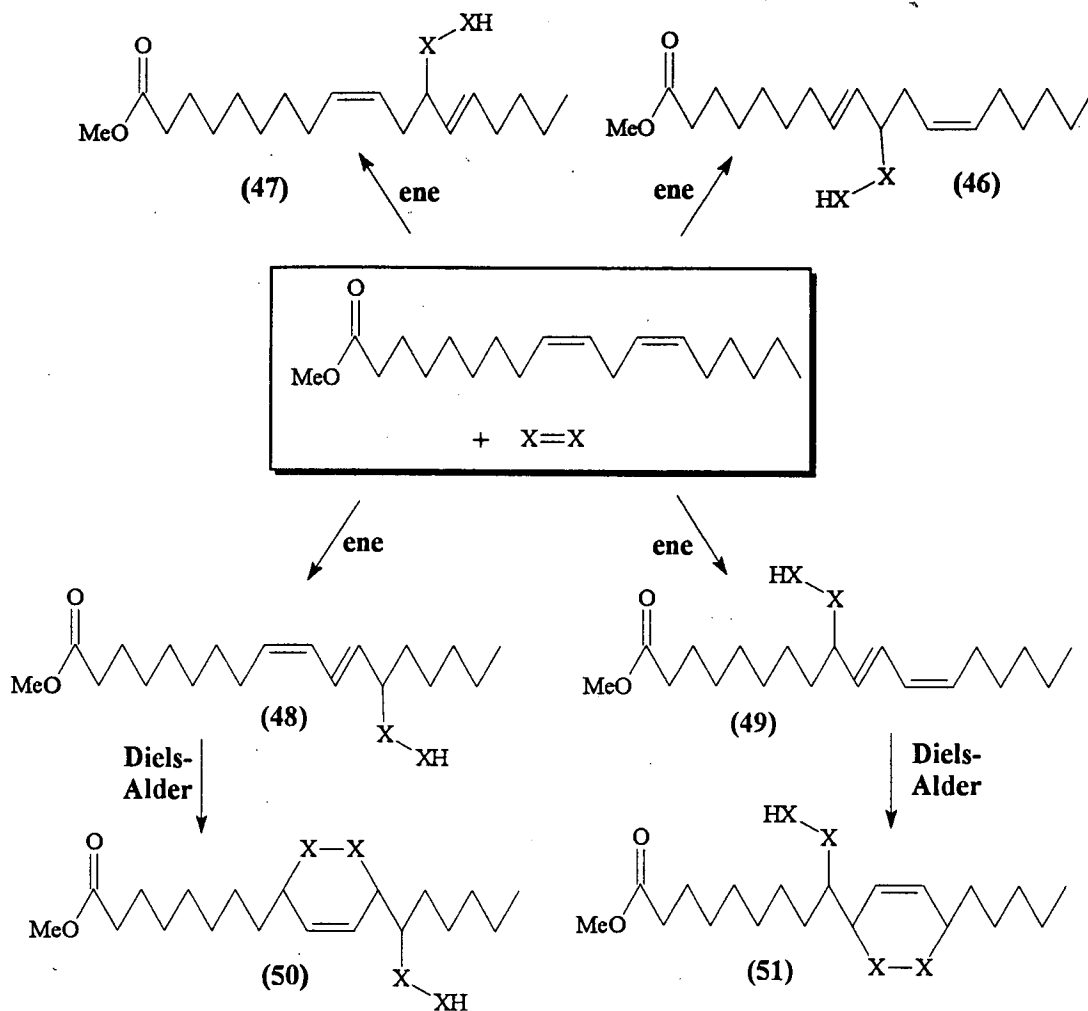 XH
X
O
MeO
(47)
ene
O
MeO
HX
X
(46)
ene
O
MeO
+ X=X
ene
ene
O
MeO
(48)
X
XH
HX
X
O
MeO
(49)
Diels-
Alder
Diels-
Alder
X—X
O
MeO
(50)
X
XH
HX
X
O
MeO
X—X
(51)